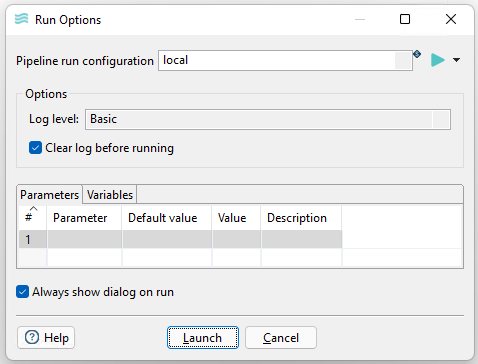 Run Options
Pipeline run configuration local
Options
Log level: Basic
Clear log before running
Parameters Variables
# Parameter Default value Value Description
1
Always show dialog on run
? Help Launch Cancel